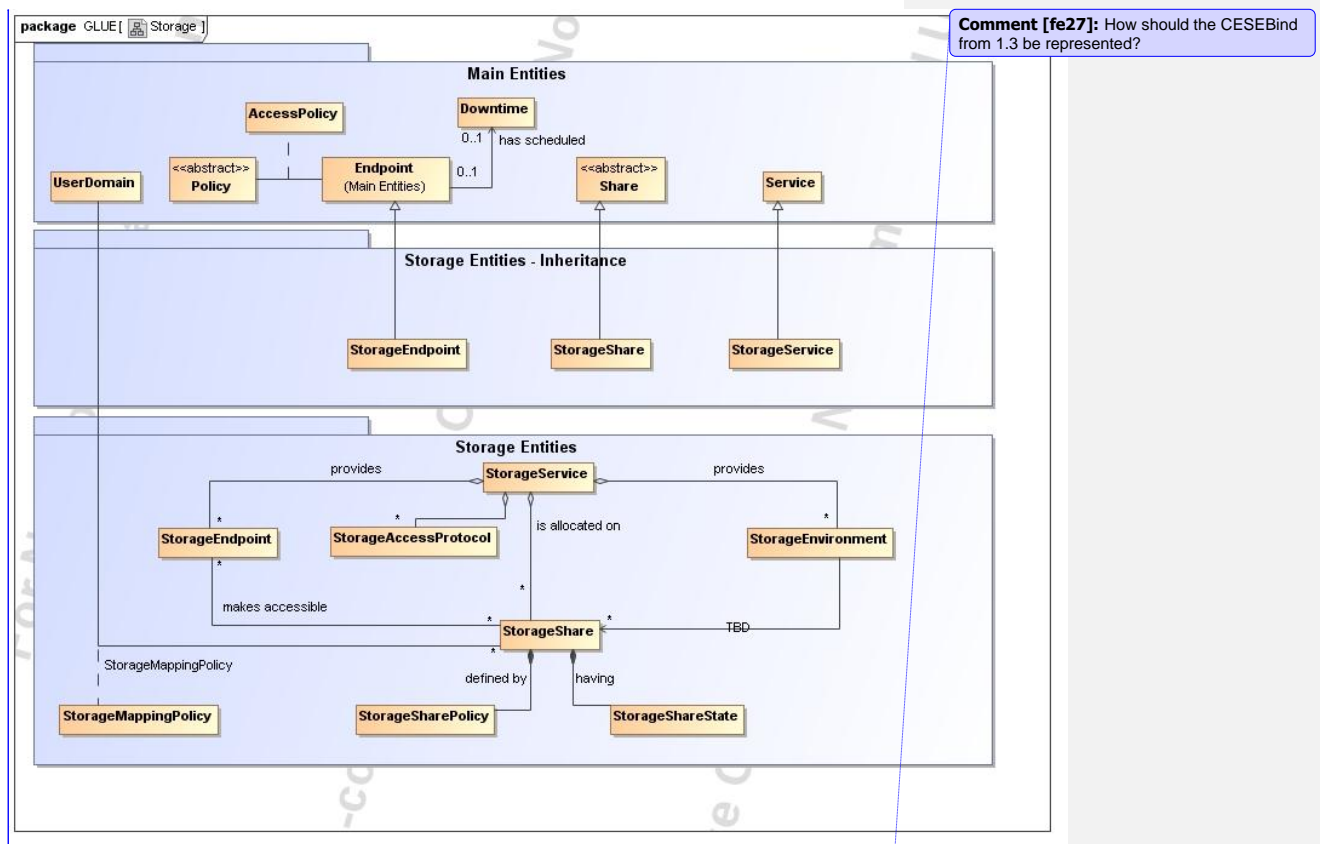 package GLUE[ Storage ]
Comment [fe27]: How should the CESEBind
from 1.3 be represented?
Main Entities
AccessPolicy
Downtime
0..1 has scheduled
<<abstract>>
Policy
Endpoint
(Main Entities)
0..1
<<abstract>>
Share
UserDomain
Service
Storage Entities - Inheritance
StorageEndpoint
StorageShare
StorageService
Storage Entities
provides
StorageService
provides
*
*
*
is allocated on
StorageEndpoint
StorageAccessProtocol
StorageEnvironment
*
*
makes accessible
*
*
StorageShare
TBD
*
StorageMappingPolicy
defined by
having
StorageMappingPolicy
StorageSharePolicy
StorageShareState